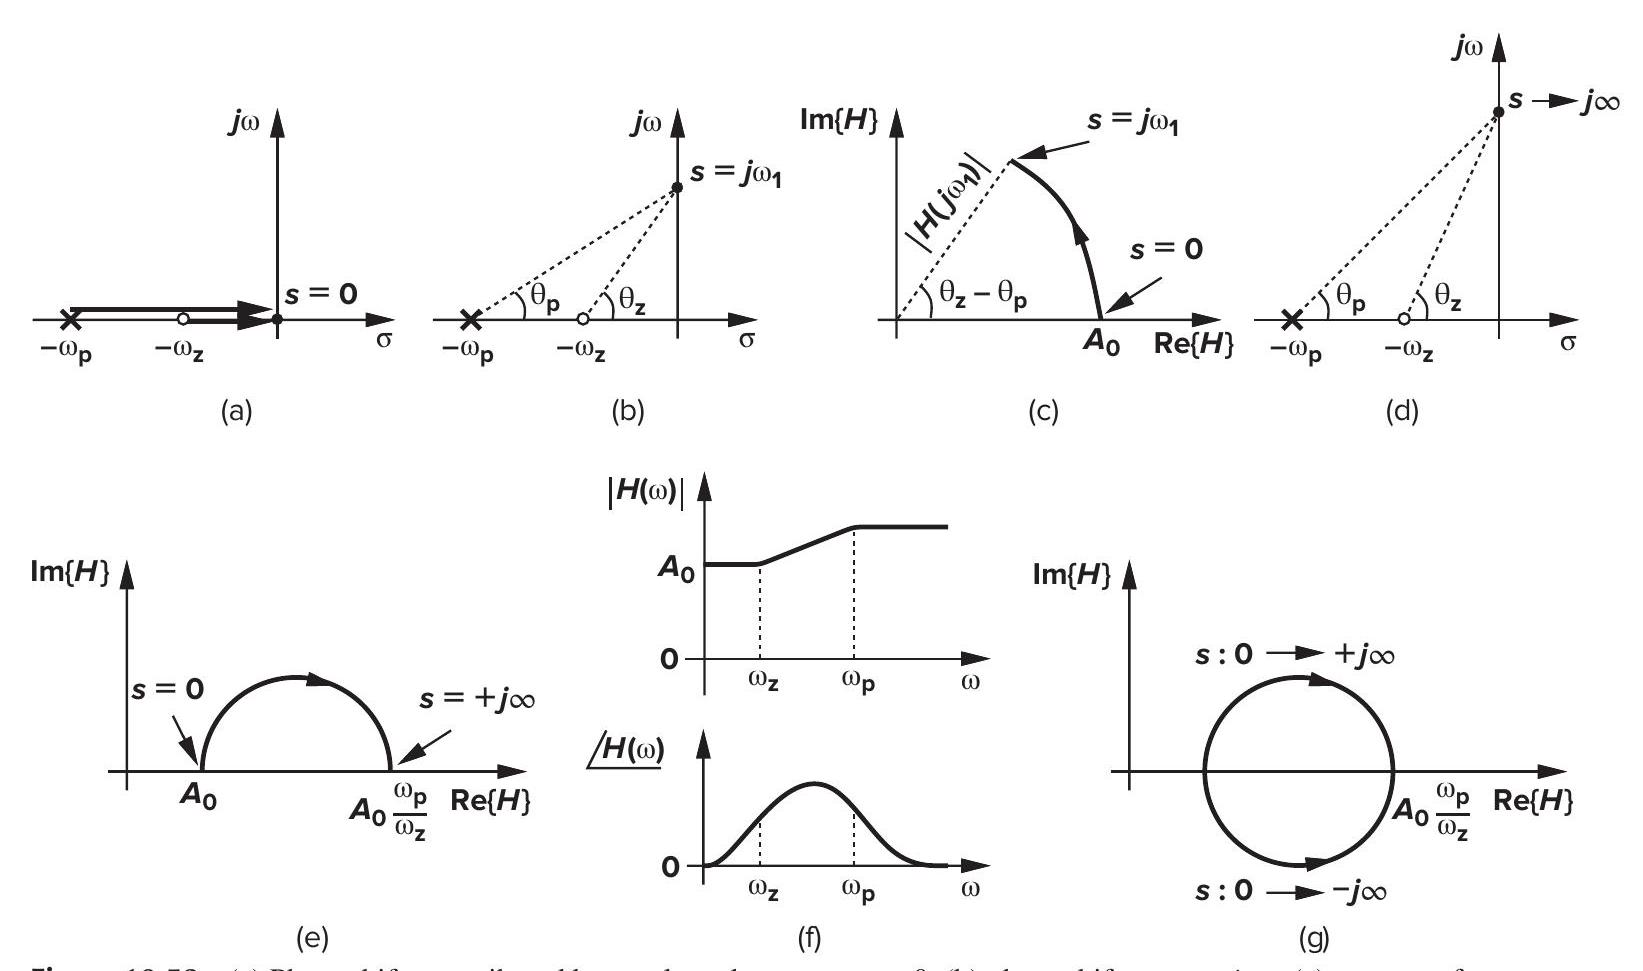 jω
s = 0
−ωp
−ωz
σ
(a)
jω
s = jω1
θp
θz
−ωp
−ωz
σ
(b)
Im{H}
s = jω1
|H(jω1)|
s = 0
θz − θp
A0
Re{H}
(c)
jω
s → j∞
θp
θz
−ωp
−ωz
σ
(d)
Im{H}
s = 0
s = +j∞
A0
A0 ωp/ωz
Re{H}
(e)
|H(ω)|
A0
0
ωz
ωp
ω
∠H(ω)
0
ωz
ωp
ω
(f)
Im{H}
s : 0 → +j∞
A0 ωp/ωz
Re{H}
s : 0 → −j∞
(g)